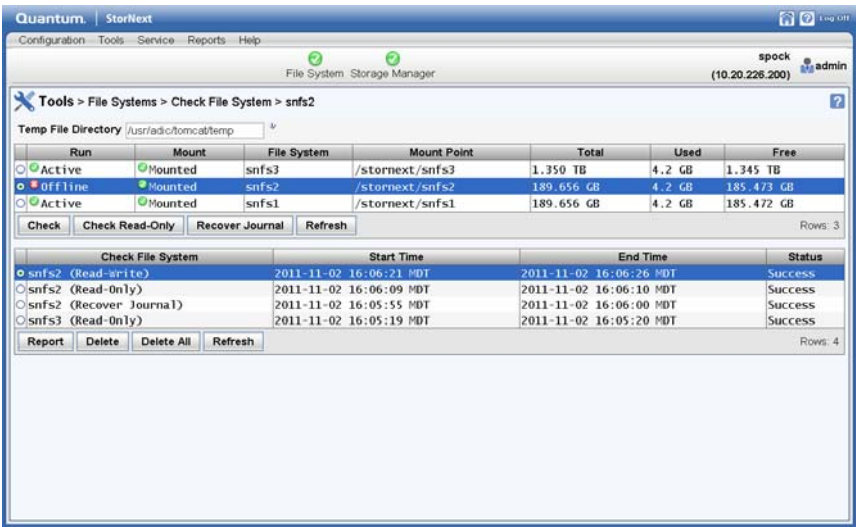 Quantum. StorNext Log Off
Configuration Tools Service Reports Help
File System Storage Manager
spock
(10.20.226.200)
admin
Tools > File Systems > Check File System > snfs2
Temp File Directory /usr/adic/tomcat/temp
Run Mount File System Mount Point Total Used Free
Active Mounted snfs3 /stornext/snfs3 1.350 TB 4.2 GB 1.345 TB
Offline Mounted snfs2 /stornext/snfs2 189.656 GB 4.2 GB 185.473 GB
Active Mounted snfs1 /stornext/snfs1 189.656 GB 4.2 GB 185.472 GB
Check Check Read-Only Recover Journal Refresh Rows: 3
Check File System Start Time End Time Status
snfs2 (Read-Write) 2011-11-02 16:06:21 MDT 2011-11-02 16:06:26 MDT Success
snfs2 (Read-Only) 2011-11-02 16:06:09 MDT 2011-11-02 16:06:10 MDT Success
snfs2 (Recover Journal) 2011-11-02 16:05:55 MDT 2011-11-02 16:06:00 MDT Success
snfs3 (Read-Only) 2011-11-02 16:05:19 MDT 2011-11-02 16:05:20 MDT Success
Report Delete Delete All Refresh Rows: 4